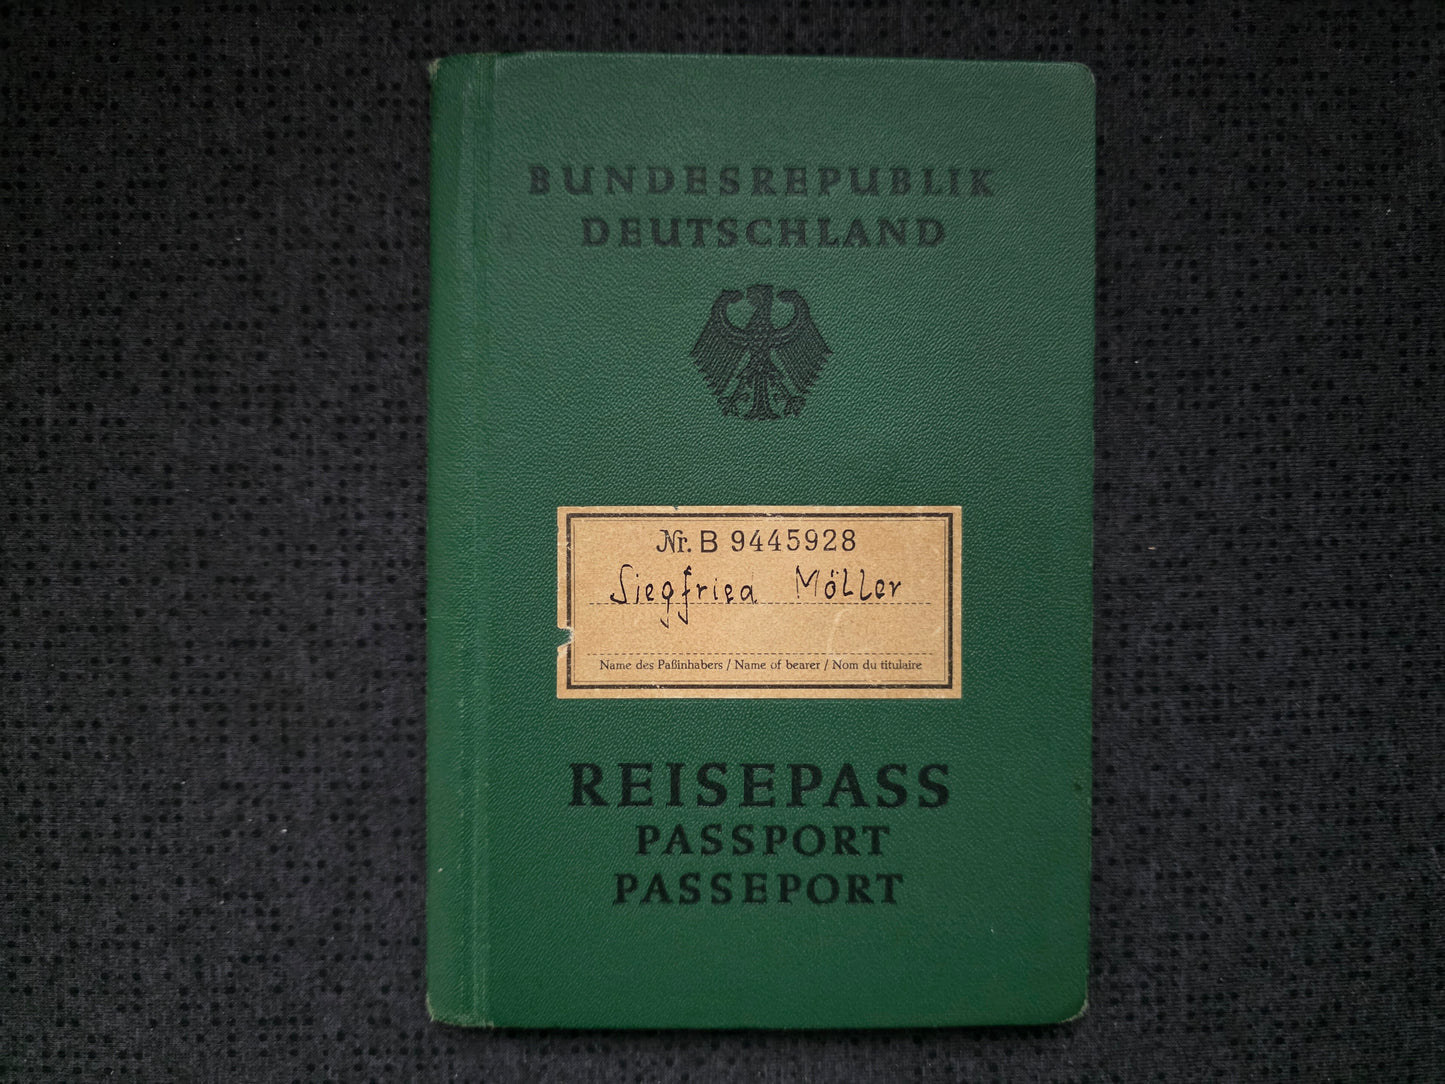 BUNDESREPUBLIK
DEUTSCHLAND
Nr. B 9445928
Siegfried Möller
Name des Paßinhabers / Name of bearer / Nom du titulaire
REISEPASS
PASSPORT
PASSEPORT